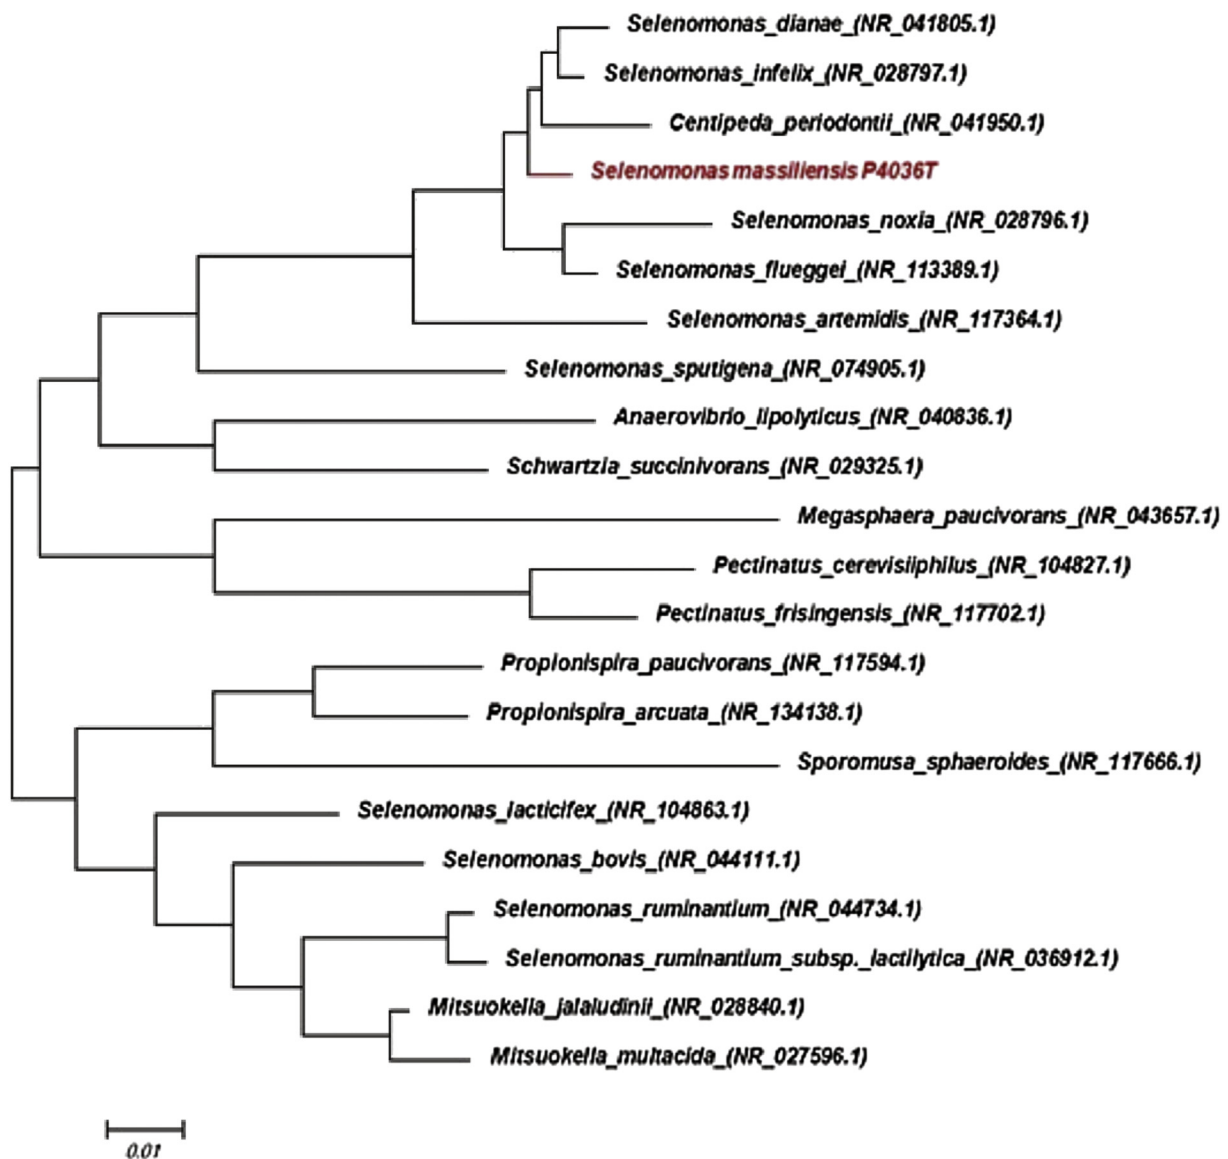 Selenomonas_dianae_(NR_041805.1)
Selenomonas_infelix_(NR_028797.1)
Centipeda_periodontii_(NR_041950.1)
Selenomonas massiliensis P4036T
Selenomonas_noxia_(NR_028796.1)
Selenomonas_flueggei_(NR_113389.1)
Selenomonas_artemidis_(NR_117364.1)
Selenomonas_sputigena_(NR_074905.1)
Anaerovibrio_lipolyticus_(NR_040836.1)
Schwartzia_succinivorans_(NR_029325.1)
Megasphaera_paucivorans_(NR_043657.1)
Pectinatus_cerevisiiphilus_(NR_104827.1)
Pectinatus_frisingensis_(NR_117702.1)
Propionispira_paucivorans_(NR_117594.1)
Propionispira_arcuata_(NR_134138.1)
Sporomusa_sphaeroides_(NR_117666.1)
Selenomonas_lacticifex_(NR_104863.1)
Selenomonas_bovis_(NR_044111.1)
Selenomonas_ruminantium_(NR_044734.1)
Selenomonas_ruminantium_subsp._lactilytica_(NR_036912.1)
Mitsuokella_jalaludinii_(NR_028840.1)
Mitsuokella_multacida_(NR_027596.1)
0.01